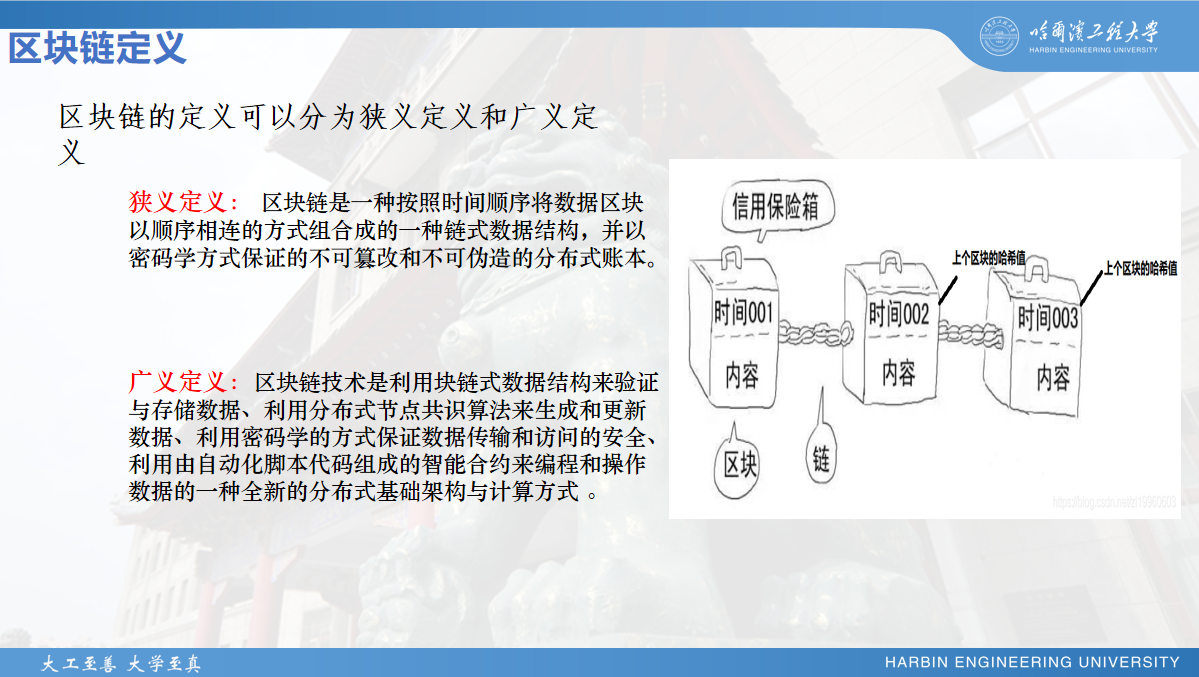 区块链定义
哈尔滨工程大学
HARBIN ENGINEERING UNIVERSITY
区块链的定义可以分为狭义定义和广义定
义
狭义定义： 区块链是一种按照时间顺序将数据区块
以顺序相连的方式组合成的一种链式数据结构，并以
密码学方式保证的不可篡改和不可伪造的分布式账本。
广义定义：区块链技术是利用块链式数据结构来验证
与存储数据、利用分布式节点共识算法来生成和更新
数据、利用密码学的方式保证数据传输和访问的安全、
利用由自动化脚本代码组成的智能合约来编程和操作
数据的一种全新的分布式基础架构与计算方式 。
信用保险箱
上个区块的哈希值
上个区块的哈希值
时间001
时间002
时间003
内容
内容
内容
区块
链
https://blog.csdn.net/zl19960603
大工至善 大学至真
HARBIN ENGINEERING UNIVERSITY